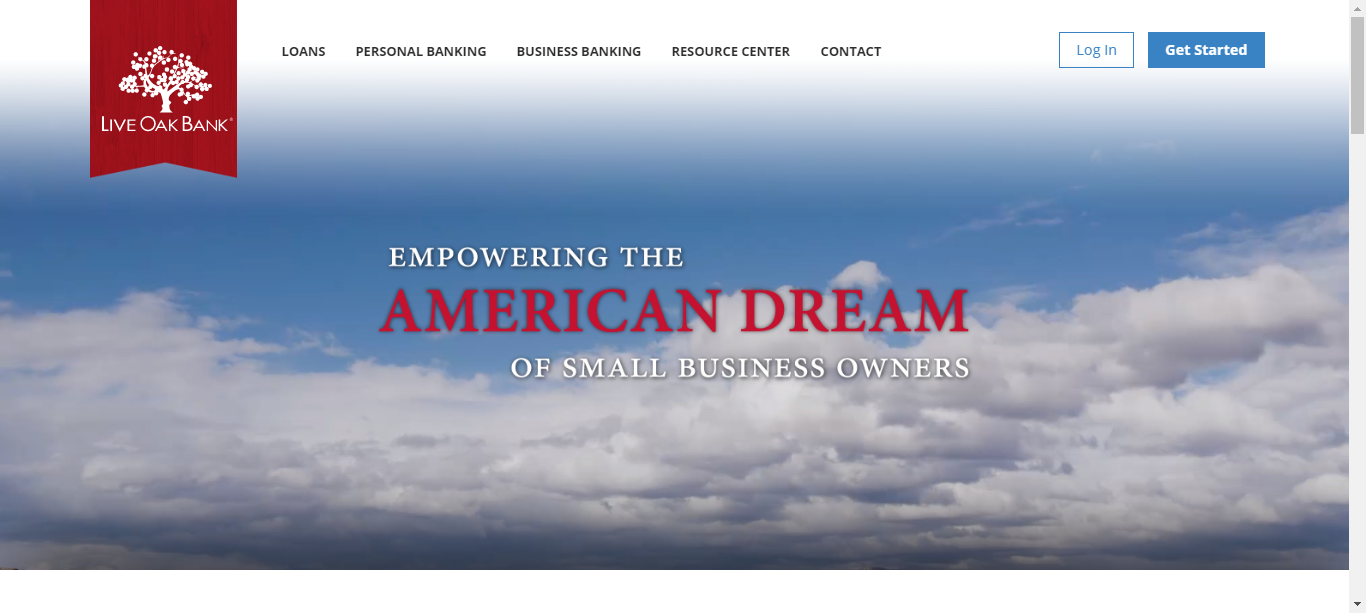 LOANS
PERSONAL BANKING
BUSINESS BANKING
RESOURCE CENTER
CONTACT
Log In
Get Started
LIVE OAK BANK®
EMPOWERING THE
AMERICAN DREAM
OF SMALL BUSINESS OWNERS